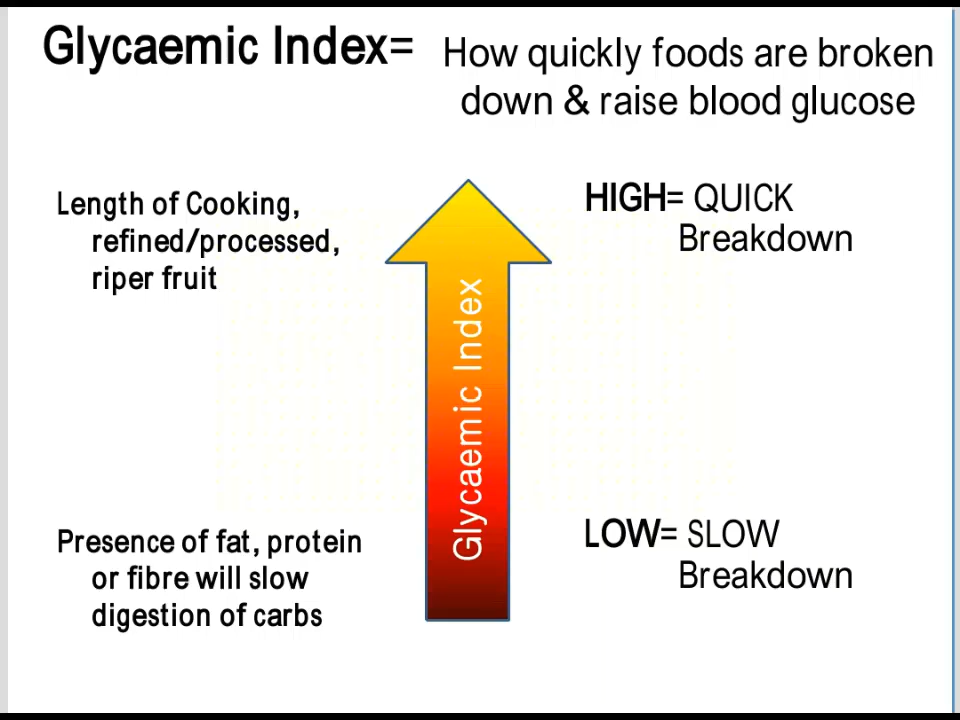 Glycaemic Index= How quickly foods are broken
down & raise blood glucose
Length of Cooking,
refined/processed,
riper fruit
HIGH= QUICK
Breakdown
Glycaemic Index
Presence of fat, protein
or fibre will slow
digestion of carbs
LOW= SLOW
Breakdown